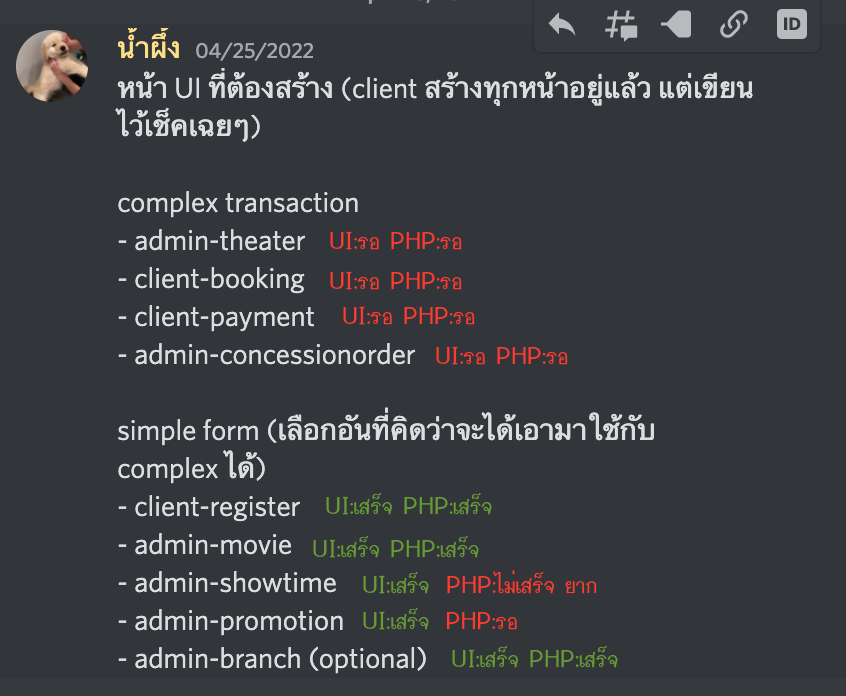 ID
น้ำผึ้ง 04/25/2022
หน้า UI ที่ต้องสร้าง (client สร้างทุกหน้าอยู่แล้ว แต่เขียน
ไว้เช็คเฉยๆ)
complex transaction
- admin-theater UI:รอ PHP:รอ
- client-booking UI:รอ PHP:รอ
- client-payment UI:รอ PHP:รอ
- admin-concessionorder UI:รอ PHP:รอ
simple form (เลือกอันที่คิดว่าจะได้เอามาใช้กับ
complex ได้)
- client-register UI:เสร็จ PHP:เสร็จ
- admin-movie UI:เสร็จ PHP:เสร็จ
- admin-showtime UI:เสร็จ PHP:ไม่เสร็จ ยาก
- admin-promotion UI:เสร็จ PHP:รอ
- admin-branch (optional) UI:เสร็จ PHP:เสร็จ